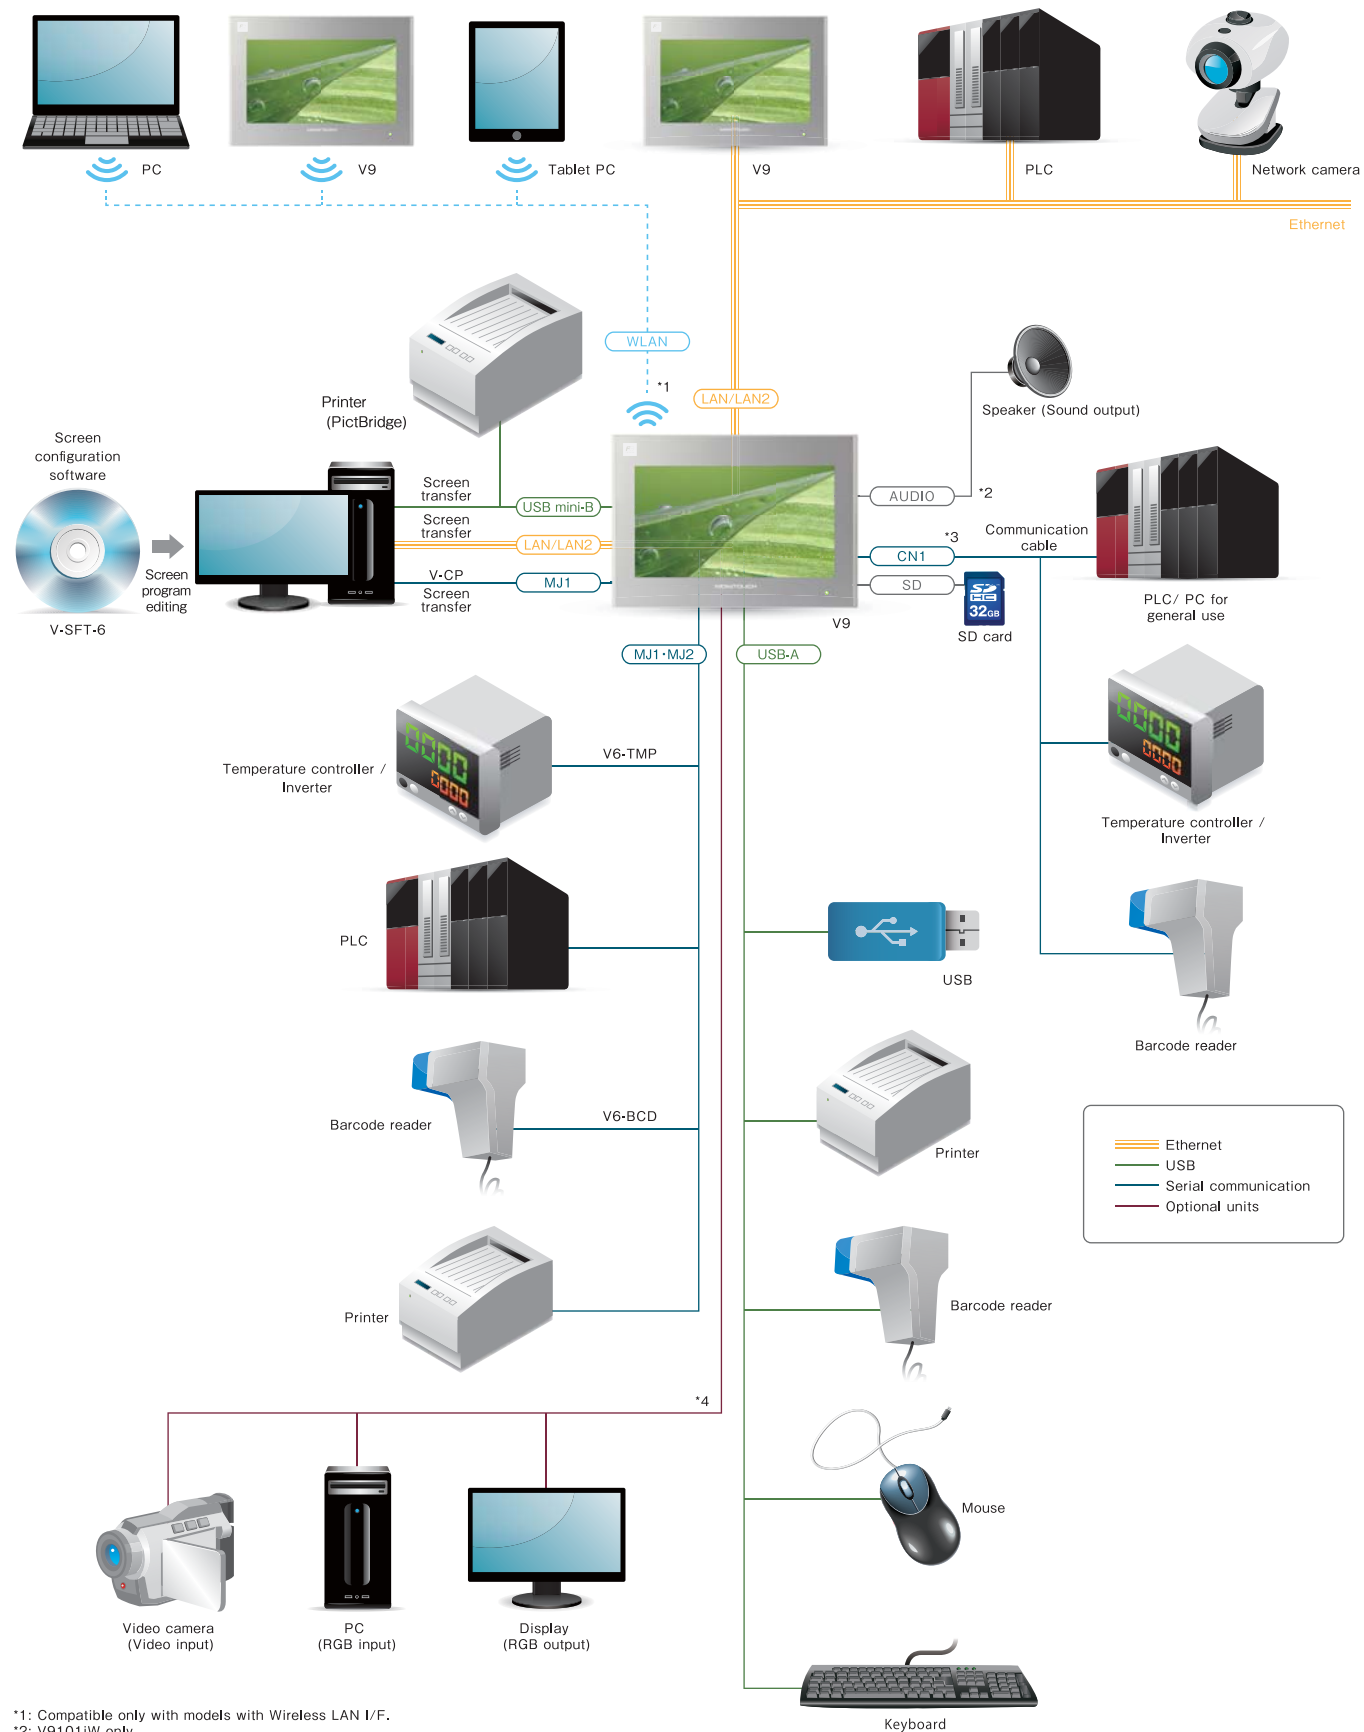 PC
V9
Tablet PC
V9
PLC
Network camera
Ethernet
WLAN
*1
LAN/LAN2
Printer
(PictBridge)
Speaker (Sound output)
Screen
configuration
software
V-SFT-6
Screen
program
editing
Screen
transfer
USB mini-B
Screen
transfer
LAN/LAN2
V-CP
MJ1
Screen
transfer
AUDIO
*2
*3
CN1
Communication
cable
SD
SD
HC
32GB
SD card
V9
PLC/ PC for
general use
MJ1・MJ2
USB-A
V6-TMP
Temperature controller /
Inverter
Temperature controller /
Inverter
PLC
USB
Barcode reader
V6-BCD
Barcode reader
Printer
Ethernet
USB
Serial communication
Optional units
Printer
Barcode reader
*4
Mouse
Video camera
(Video input)
PC
(RGB input)
Display
(RGB output)
Keyboard
*1: Compatible only with models with Wireless LAN I/F.
*2: V9101iW only